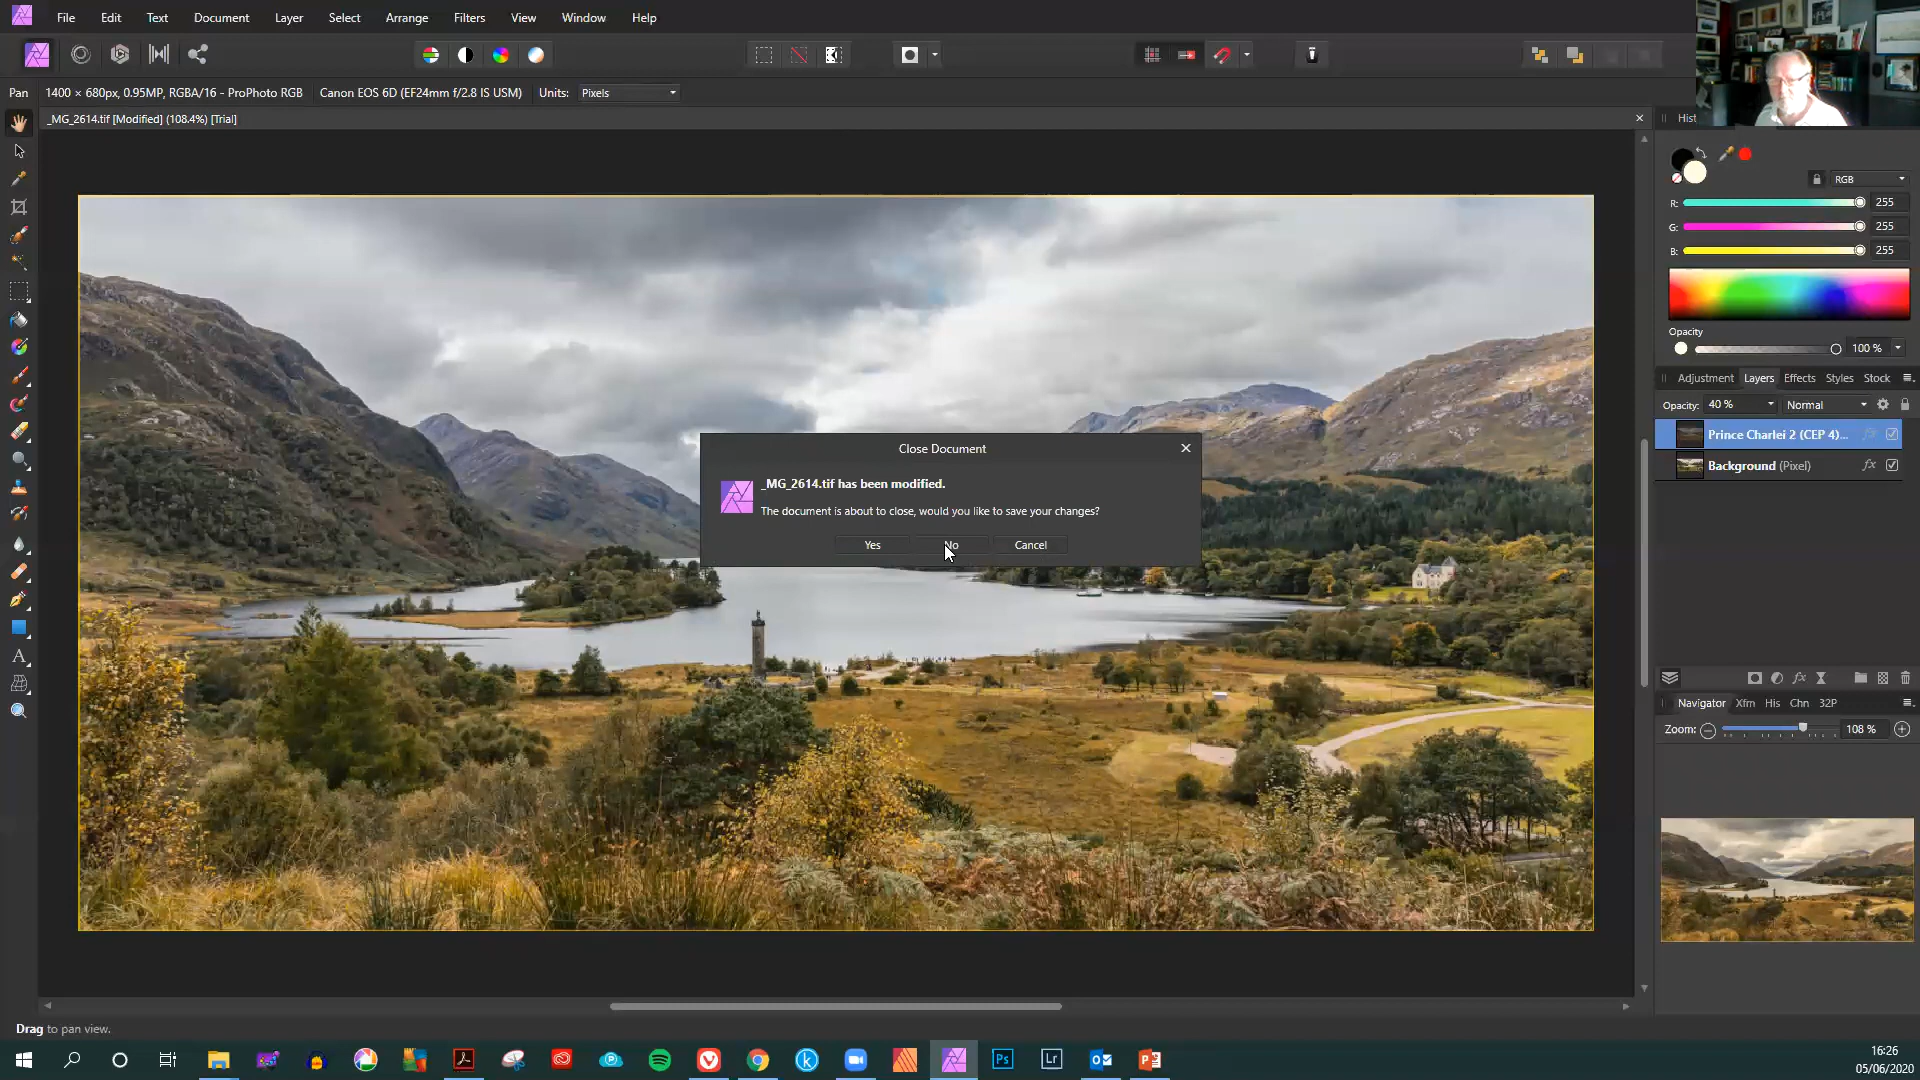 File Edit Text Document Layer Select Arrange Filters View Window Help
Pan 1400 × 680px, 0.95MP, RGBA/16 - ProPhoto RGB Canon EOS 6D (EF24mm f/2.8 IS USM) Units: Pixels
_MG_2614.tif [Modified] (108.4%) [Trial]
Hist
RGB
R: 255
G: 255
B: 255
Opacity
100 %
Adjustment Layers Effects Styles Stock
Opacity: 40 % Normal
Prince Charlei 2 (CEP 4)...
Background (Pixel)
Close Document
_MG_2614.tif has been modified.
The document is about to close, would you like to save your changes?
Yes No Cancel
Navigator Xfm His Chn 32P
Zoom: 108 %
Drag to pan view.
Ps Lr
16:26
05/06/2020